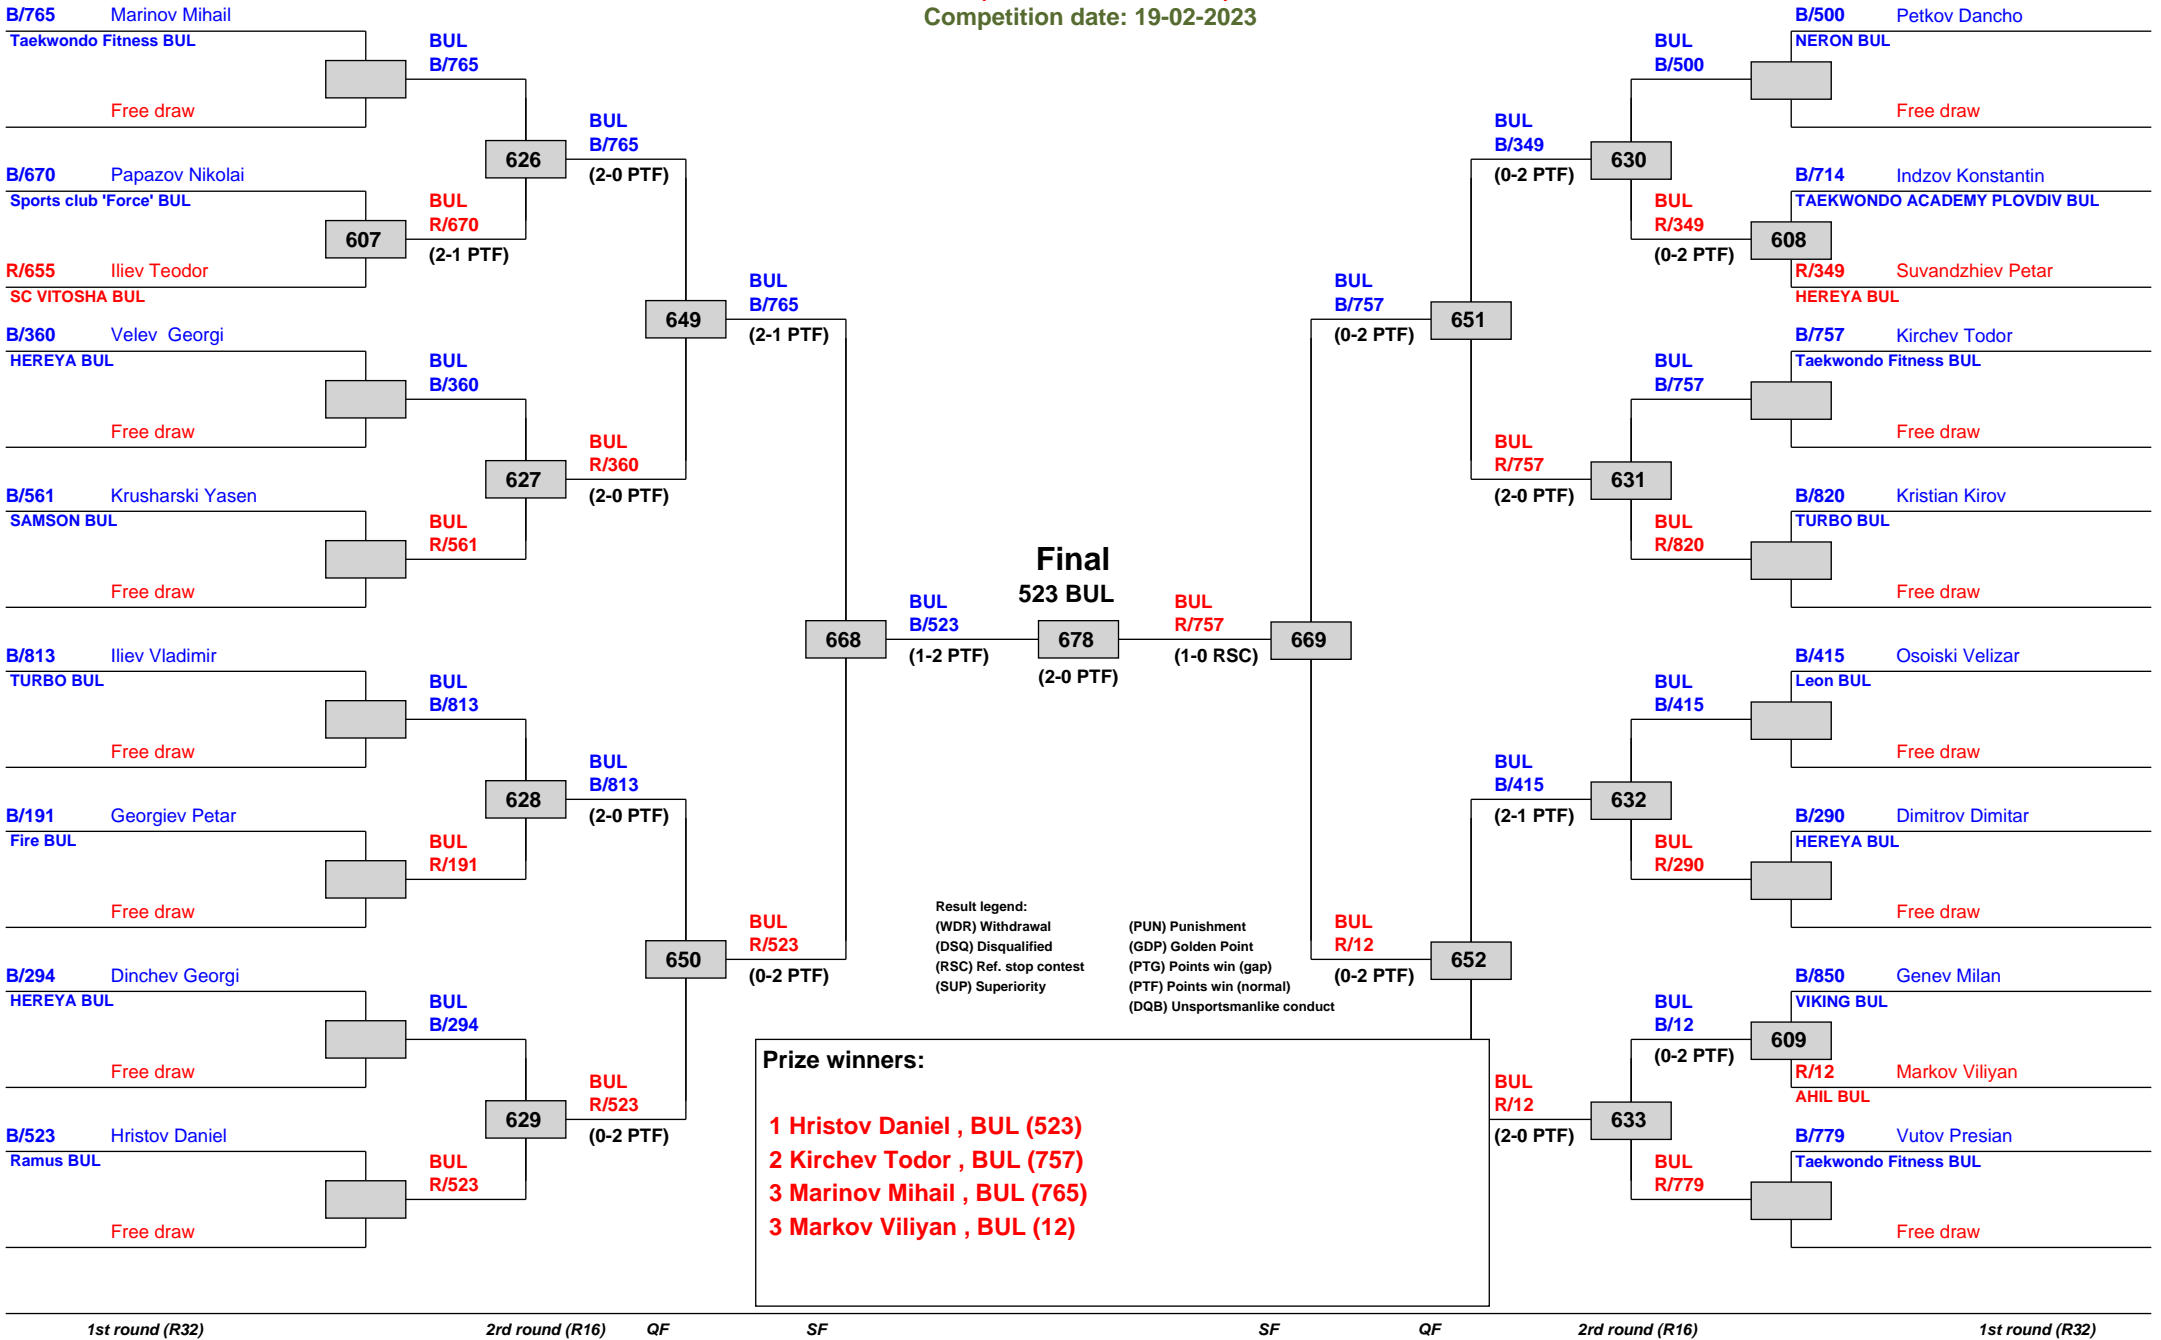 Competition date: 19-02-2023
B/765 Marinov Mihail
Taekwondo Fitness BUL
Free draw
B/670 Papazov Nikolai
Sports club 'Force' BUL
607
R/655 Iliev Teodor
SC VITOSHA BUL
B/360 Velev Georgi
HEREYA BUL
Free draw
B/561 Krusharski Yasen
SAMSON BUL
Free draw
B/813 Iliev Vladimir
TURBO BUL
Free draw
B/191 Georgiev Petar
Fire BUL
Free draw
B/294 Dinchev Georgi
HEREYA BUL
Free draw
B/523 Hristov Daniel
Ramus BUL
Free draw
BUL
B/765
626
BUL
R/670
(2-1 PTF)
BUL
B/360
627
BUL
R/561
BUL
B/813
628
BUL
R/191
BUL
B/294
629
BUL
R/523
BUL
B/765
(2-0 PTF)
649
BUL
R/360
(2-0 PTF)
BUL
B/813
(2-0 PTF)
650
BUL
R/523
(0-2 PTF)
BUL
B/765
(2-1 PTF)
668
BUL
R/523
(0-2 PTF)
BUL
B/523
(1-2 PTF)
Final
523 BUL
678
(2-0 PTF)
BUL
R/757
(1-0 RSC)
669
BUL
B/757
(0-2 PTF)
651
BUL
R/12
(0-2 PTF)
652
BUL
B/349
(0-2 PTF)
630
BUL
R/757
(2-0 PTF)
631
BUL
B/415
(2-1 PTF)
632
BUL
R/12
(2-0 PTF)
633
BUL
B/500
BUL
R/349
(0-2 PTF)
608
BUL
B/757
BUL
R/820
BUL
B/415
BUL
R/290
BUL
B/12
(0-2 PTF)
609
BUL
R/779
B/500 Petkov Dancho
NERON BUL
Free draw
B/714 Indzov Konstantin
TAEKWONDO ACADEMY PLOVDIV BUL
R/349 Suvandzhiev Petar
HEREYA BUL
B/757 Kirchev Todor
Taekwondo Fitness BUL
Free draw
B/820 Kristian Kirov
TURBO BUL
Free draw
B/415 Osoiski Velizar
Leon BUL
Free draw
B/290 Dimitrov Dimitar
HEREYA BUL
Free draw
B/850 Genev Milan
VIKING BUL
R/12 Markov Viliyan
AHIL BUL
B/779 Vutov Presian
Taekwondo Fitness BUL
Free draw
Result legend:
(WDR) Withdrawal (PUN) Punishment
(DSQ) Disqualified (GDP) Golden Point
(RSC) Ref. stop contest (PTG) Points win (gap)
(SUP) Superiority (PTF) Points win (normal)
(DQB) Unsportsmanlike conduct
Prize winners:
1 Hristov Daniel , BUL (523)
2 Kirchev Todor , BUL (757)
3 Marinov Mihail , BUL (765)
3 Markov Viliyan , BUL (12)
1st round (R32) 2rd round (R16) QF SF SF QF 2rd round (R16) 1st round (R32)